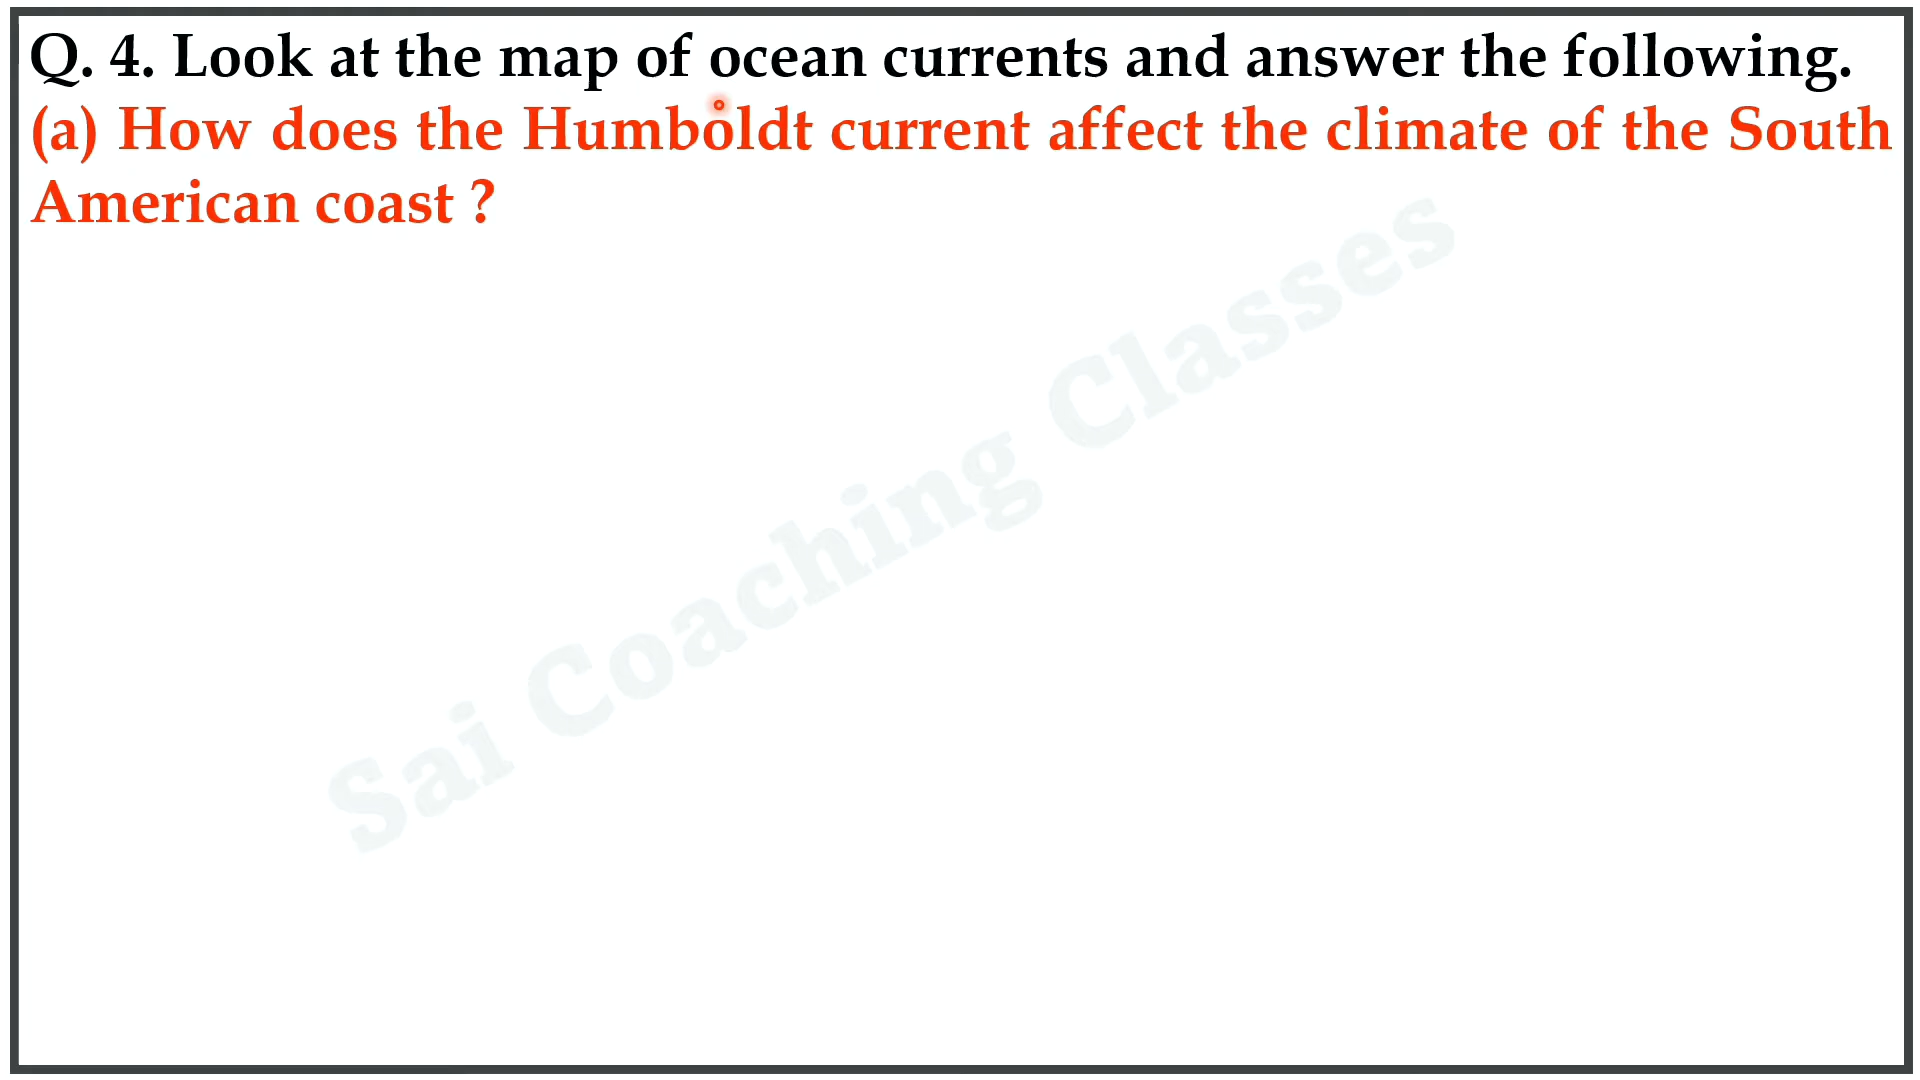 Q. 4. Look at the map of ocean currents and answer the following.
(a) How does the Humboldt current affect the climate of the South
American coast ?
Sai Coaching Classes